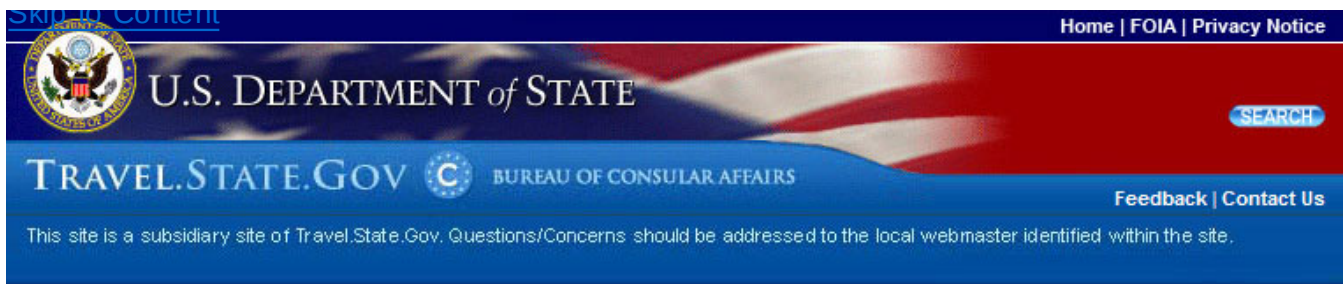 Skip to Content
Home | FOIA | Privacy Notice
U.S. DEPARTMENT of STATE
SEARCH
TRAVEL.STATE.GOV C BUREAU OF CONSULAR AFFAIRS
Feedback | Contact Us
This site is a subsidiary site of Travel.State.Gov. Questions/Concerns should be addressed to the local webmaster identified within the site.